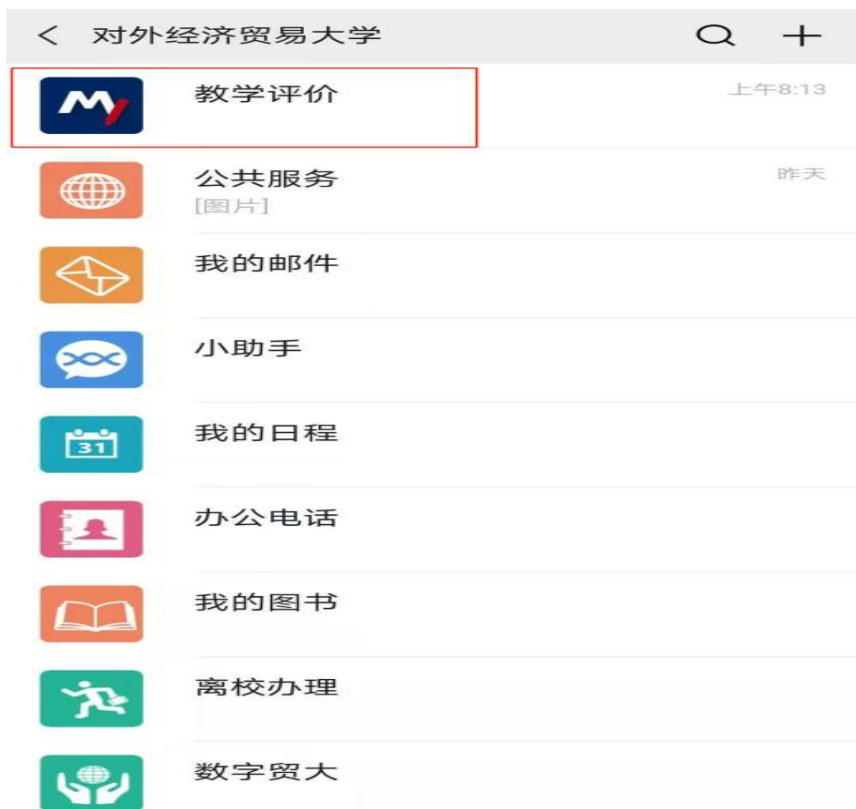 对外经济贸易大学
教学评价
上午8:13
公共服务
昨天
[图片]
我的邮件
小助手
31
我的日程
办公电话
我的图书
离校办理
数字贸大